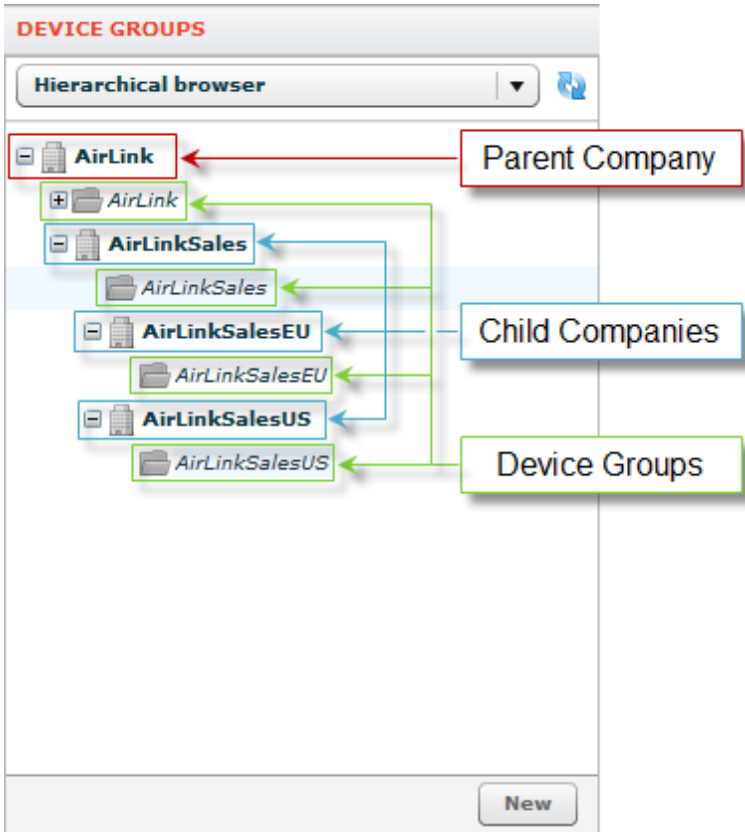 DEVICE GROUPS
Hierarchical browser
AirLink
Parent Company
AirLink
AirLinkSales
AirLinkSales
AirLinkSalesEU
Child Companies
AirLinkSalesEU
AirLinkSalesUS
AirLinkSalesUS
Device Groups
New